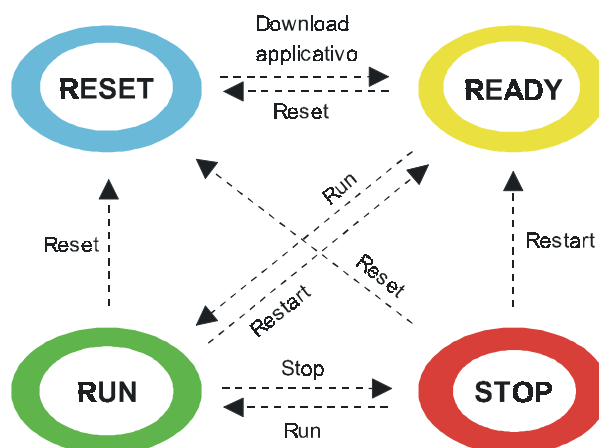 Download
applicativo
RESET
READY
Reset
Run
Reset
Restart
Reset
Restart
Stop
RUN
STOP
Run